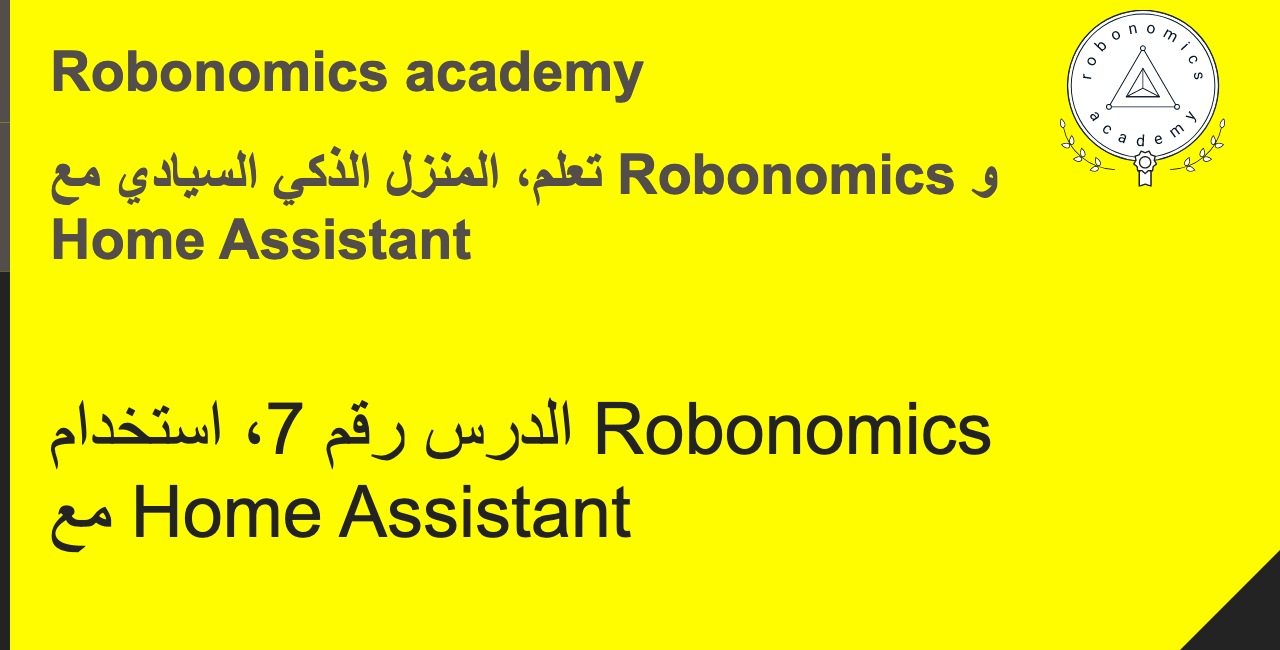 Robonomics academy
تعلم، المنزل الذكي السيادي مع Robonomics و
Home Assistant
الدرس رقم 7، استخدام Robonomics
مع Home Assistant
robonomics
academy